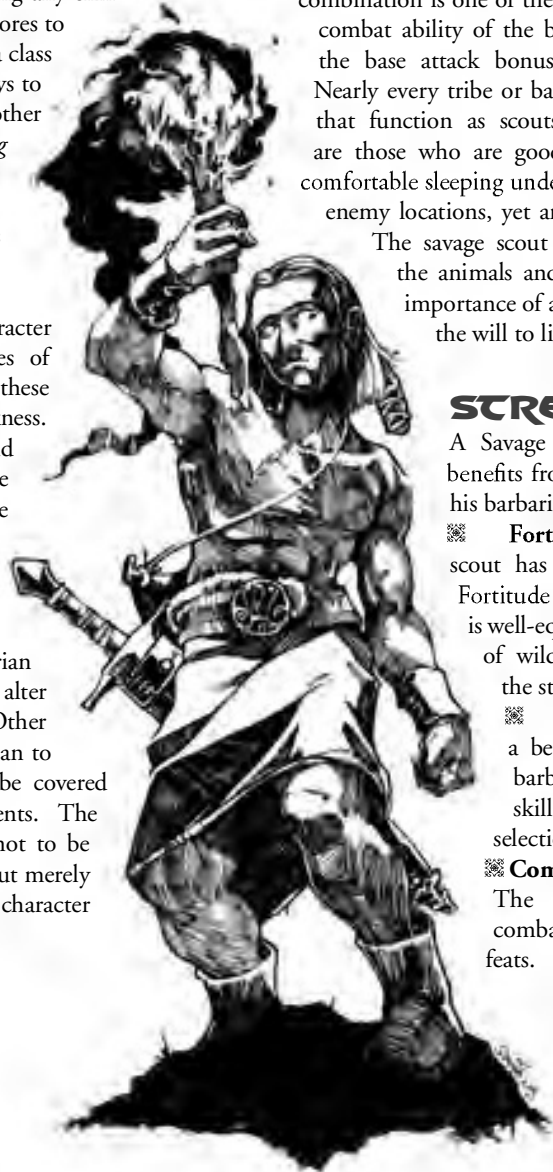 ores to
class
ys to
other
racter
es of
these
kness.
rian
alter
Other
an to
be covered
ents. The
not to be
ut merely
character
combination is one of the
combat ability of the b
the base attack bonus
Nearly every tribe or ba
that function as scouts
are those who are good
comfortable sleeping unde
enemy locations, yet an
The savage scout
the animals and
importance of a
the will to li
STRE
A Savage
benefits fro
his barbari
Fort
scout has
Fortitude
is well-eq
of wild
the st
a be
barb
skill
selecti
Com
The
comba
feats.